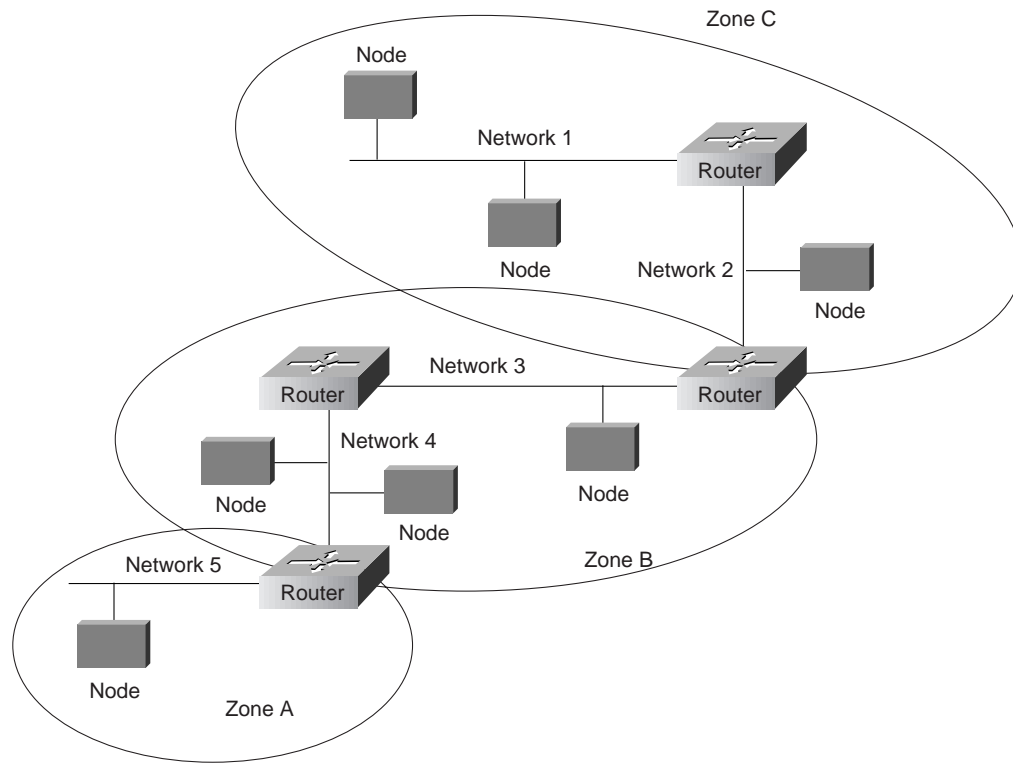 Zone C
Node
Network 1
Router
Node
Network 2
Node
Network 3
Router
Router
Network 4
Node
Node
Node
Zone B
Network 5
Router
Node
Zone A